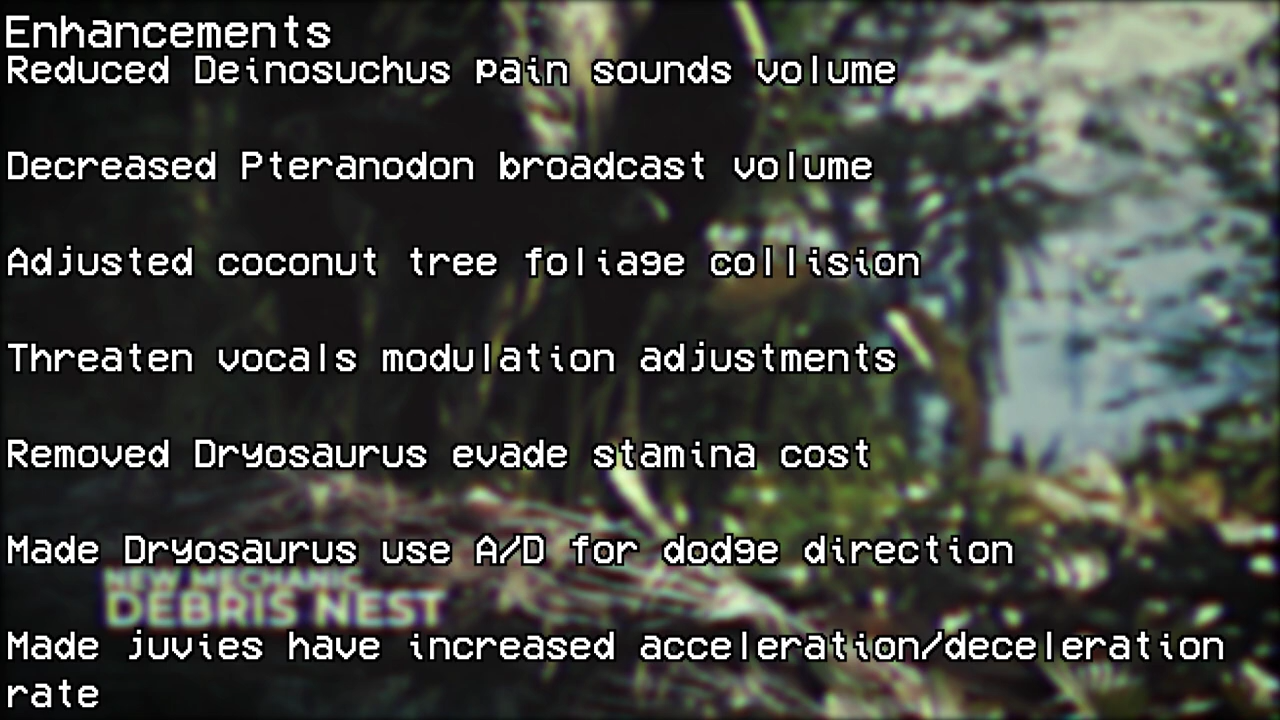 Enhancements
Reduced Deinosuchus pain sounds volume
Decreased Pteranodon broadcast volume
Adjusted coconut tree foliage collision
Threaten vocals modulation adjustments
Removed Dryosaurus evade stamina cost
Made Dryosaurus use A/D for dodge direction
NEW MECHANIC
DEBRIS NEST
Made juvies have increased acceleration/deceleration
rate